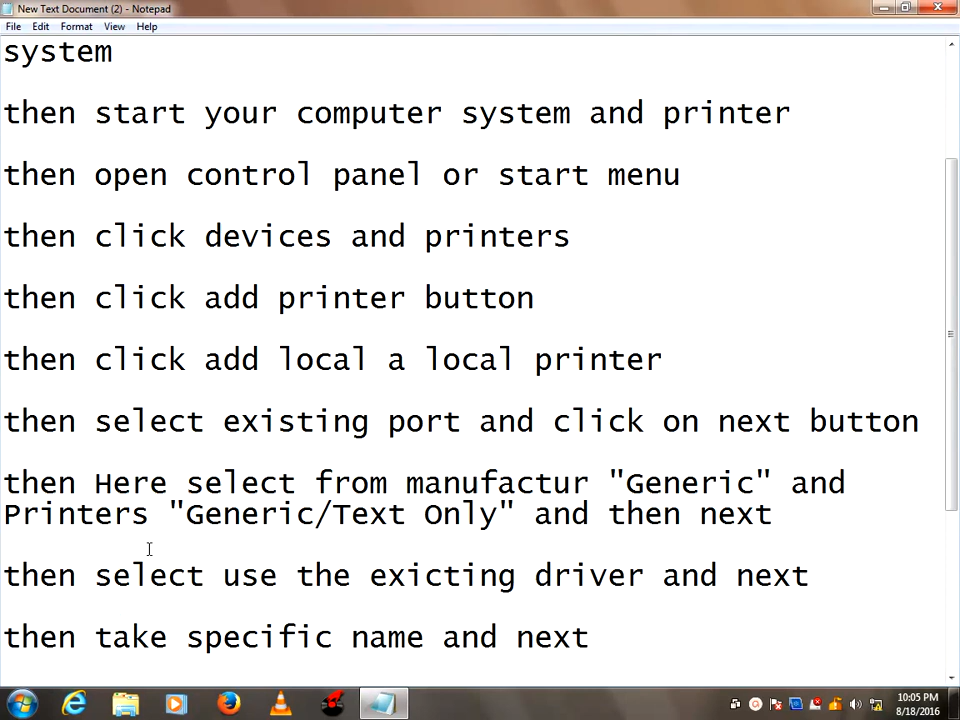 New Text Document (2) - Notepad
File Edit Format View Help
system
then start your computer system and printer
then open control panel or start menu
then click devices and printers
then click add printer button
then click add local a local printer
then select existing port and click on next button
then Here select from manufactur "Generic" and
Printers "Generic/Text Only" and then next
then select use the exicting driver and next
then take specific name and next
10:05 PM
8/18/2016